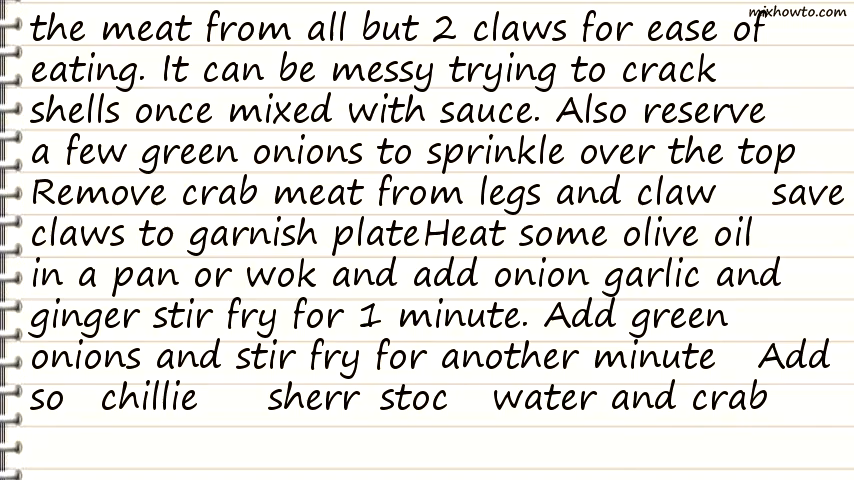 mixhowto.com
the meat from all but 2 claws for ease of
eating. It can be messy trying to crack
shells once mixed with sauce. Also reserve
a few green onions to sprinkle over the top
Remove crab meat from legs and claw save
claws to garnish plateHeat some olive oil
in a pan or wok and add onion garlic and
ginger stir fry for 1 minute. Add green
onions and stir fry for another minute Add
so chillie sherr stoc water and crab